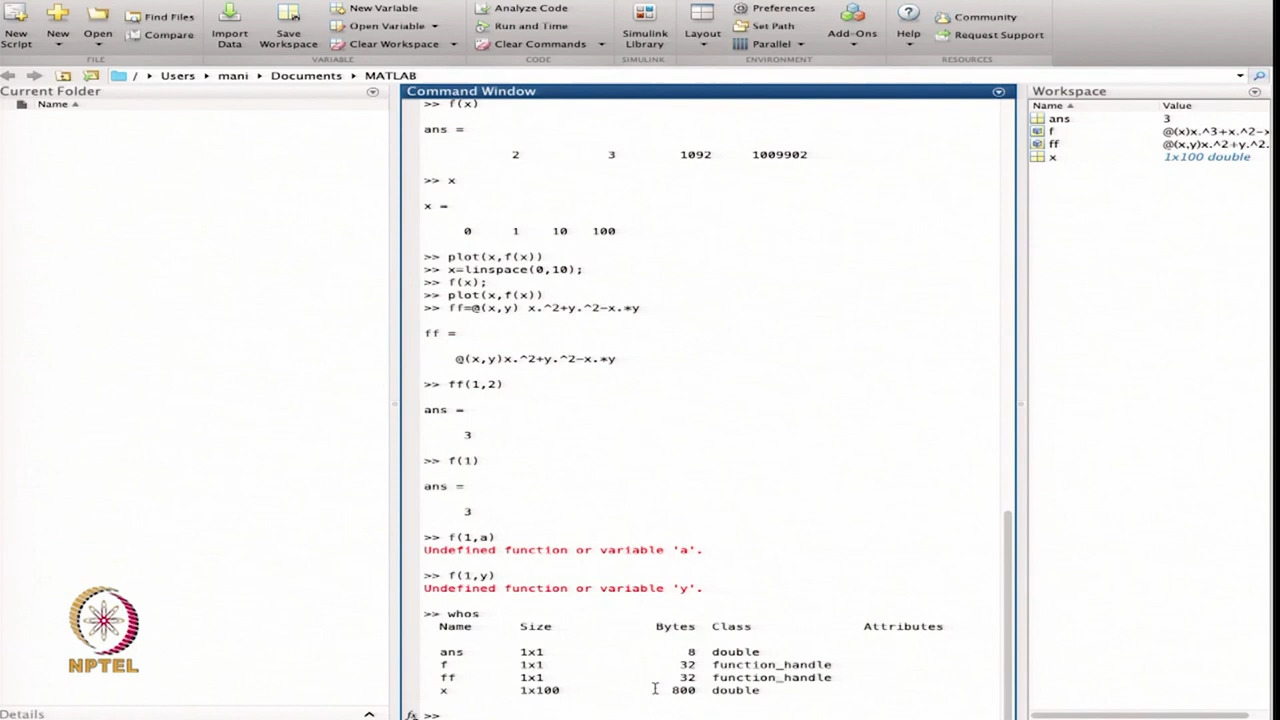 New Script
New
Open
Find Files
Compare
Import Data
Save Workspace
New Variable
Open Variable
Clear Workspace
Analyze Code
Run and Time
Clear Commands
Simulink Library
Layout
Preferences
Set Path
Parallel
Add-Ons
Help
Community
Request Support
FILE
VARIABLE
CODE
SIMULINK
ENVIRONMENT
RESOURCES
/ Users mani Documents MATLAB
Current Folder
Name
Command Window
>> f(x)
ans =
2 3 1092 1009902
>> x
x =
0 1 10 100
>> plot(x,f(x))
>> x=linspace(0,10);
>> f(x);
>> plot(x,f(x))
>> ff=@(x,y) x.^2+y.^2-x.*y
ff =
@(x,y)x.^2+y.^2-x.*y
>> ff(1,2)
ans =
3
>> f(1)
ans =
3
>> f(1,a)
Undefined function or variable 'a'.
>> f(1,y)
Undefined function or variable 'y'.
>> whos
Name Size Bytes Class Attributes
ans 1x1 8 double
f 1x1 32 function_handle
ff 1x1 32 function_handle
x 1x100 800 double
fx >>
Workspace
Name Value
ans 3
f @(x)x.^3+x.^2-x
ff @(x,y)x.^2+y.^2.
x 1x100 double
NPTEL
Details